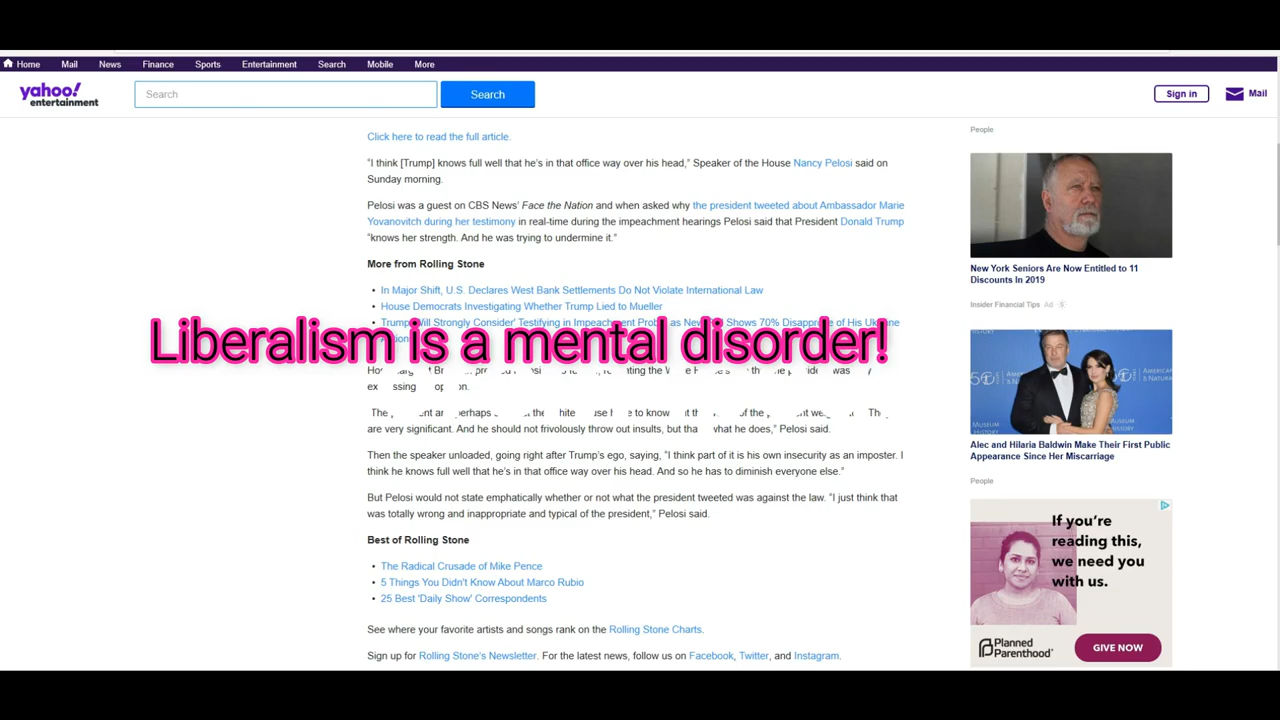 Home Mail News Finance Sports Entertainment Search Mobile More
yahoo!
entertainment
Search
Search
Sign in
Mail
Click here to read the full article.
“I think [Trump] knows full well that he’s in that office way over his head,” Speaker of the House Nancy Pelosi said on
Sunday morning.
Pelosi was a guest on CBS News’ Face the Nation and when asked why the president tweeted about Ambassador Marie
Yovanovitch during her testimony in real-time during the impeachment hearings Pelosi said that President Donald Trump
“knows her strength. And he was trying to undermine it.”
More from Rolling Stone
• In Major Shift, U.S. Declares West Bank Settlements Do Not Violate International Law
• House Democrats Investigating Whether Trump Lied to Mueller
Will Strongly Consider' Testifying in Impeachment as Shows 70% of His
Liberalism is a mental disorder!
are very significant. And he should not frivolously throw out insults, but what he does,” Pelosi said.
Then the speaker unloaded, going right after Trump’s ego, saying, “I think part of it is his own insecurity as an imposter. I
think he knows full well that he’s in that office way over his head. And so he has to diminish everyone else.”
But Pelosi would not state emphatically whether or not what the president tweeted was against the law. “I just think that
was totally wrong and inappropriate and typical of the president,” Pelosi said.
Best of Rolling Stone
• The Radical Crusade of Mike Pence
• 5 Things You Didn't Know About Marco Rubio
• 25 Best 'Daily Show' Correspondents
See where your favorite artists and songs rank on the Rolling Stone Charts.
Sign up for Rolling Stone’s Newsletter. For the latest news, follow us on Facebook, Twitter, and Instagram.
People
New York Seniors Are Now Entitled to 11
Discounts In 2019
Insider Financial Tips Ad
AMERICAN
& NATURAL
MUSEUM
HISTORY
Alec and Hilaria Baldwin Make Their First Public
Appearance Since Her Miscarriage
People
If you’re
reading this,
we need you
with us.
Planned
Parenthood
GIVE NOW